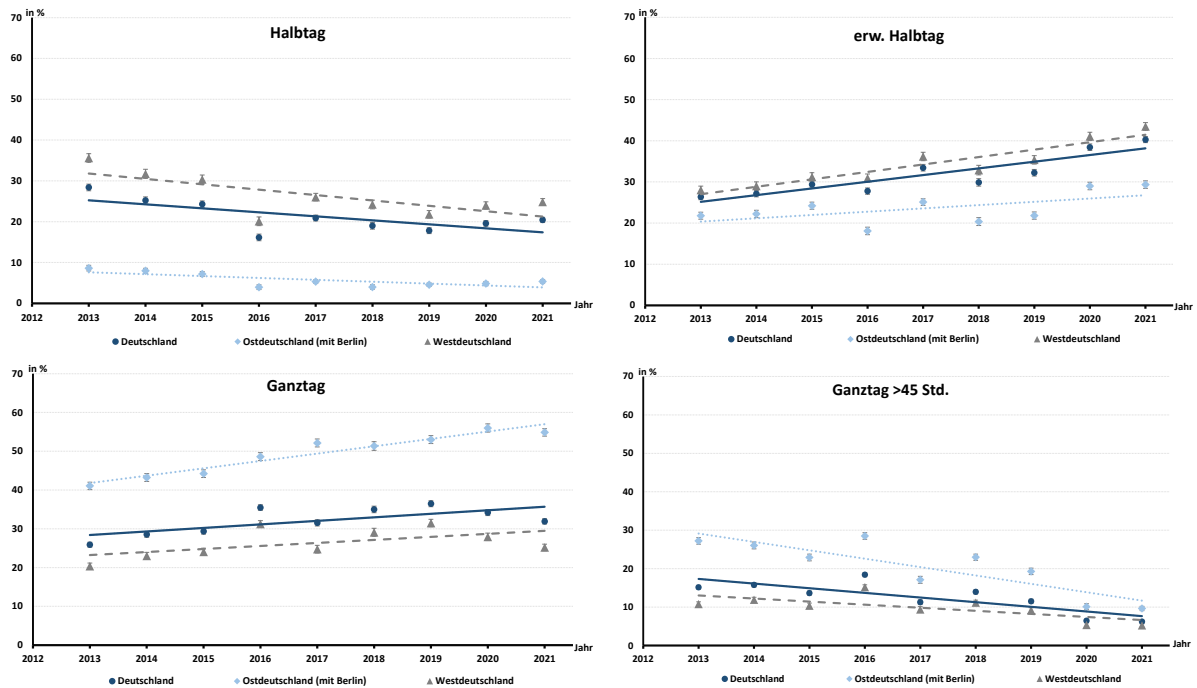 in %
Halbtag
70
60
50
40
30
20
10
0
2012 2013 2014 2015 2016 2017 2018 2019 2020 2021
Jahr
Deutschland Ostdeutschland (mit Berlin) Westdeutschland
in %
erw. Halbtag
70
60
50
40
30
20
10
0
2012 2013 2014 2015 2016 2017 2018 2019 2020 2021
Jahr
Deutschland Ostdeutschland (mit Berlin) Westdeutschland
in %
Ganztag
70
60
50
40
30
20
10
0
2012 2013 2014 2015 2016 2017 2018 2019 2020 2021
Jahr
Deutschland Ostdeutschland (mit Berlin) Westdeutschland
in %
Ganztag >45 Std.
70
60
50
40
30
20
10
0
2012 2013 2014 2015 2016 2017 2018 2019 2020 2021
Jahr
Deutschland Ostdeutschland (mit Berlin) Westdeutschland